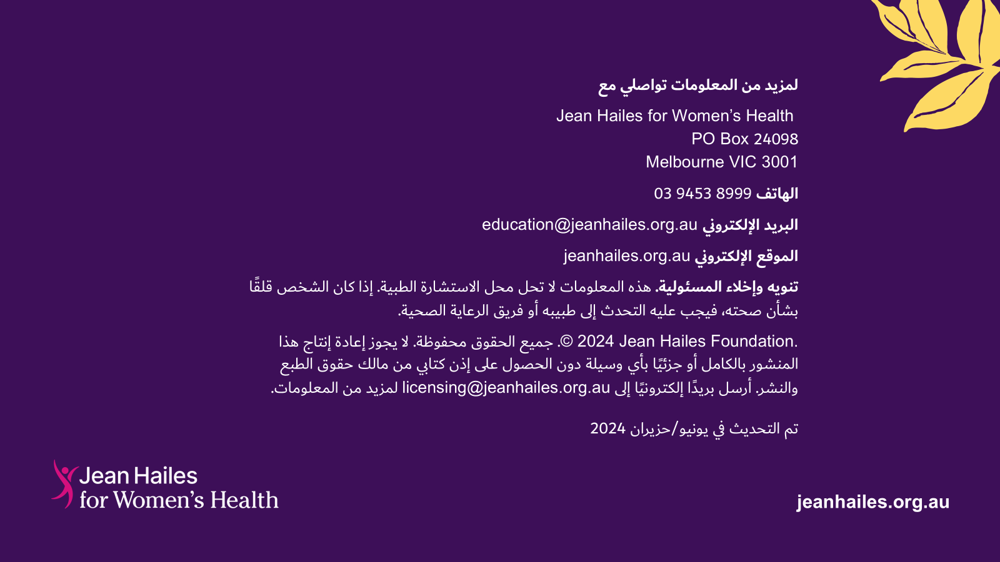 لمزيد من المعلومات تواصلي مع
Jean Hailes for Women’s Health
PO Box 24098
Melbourne VIC 3001
الهاتف 03 9453 8999
البريد الإلكتروني education@jeanhailes.org.au
الموقع الإلكتروني jeanhailes.org.au
تنويه وإخلاء المسئولية. هذه المعلومات لا تحل محل الاستشارة الطبية. إذا كان الشخص قلقًا
بشأن صحته، فيجب عليه التحدث إلى طبيبه أو فريق الرعاية الصحية.
.© 2024 Jean Hailes Foundation. جميع الحقوق محفوظة. لا يجوز إعادة إنتاج هذا
المنشور بالكامل أو جزئيًا بأي وسيلة دون الحصول على إذن كتابي من مالك حقوق الطبع
والنشر. أرسل بريدًا إلكترونيًا إلى licensing@jeanhailes.org.au لمزيد من المعلومات.
تم التحديث في يونيو/حزيران 2024
Jean Hailes
for Women’s Health
jeanhailes.org.au